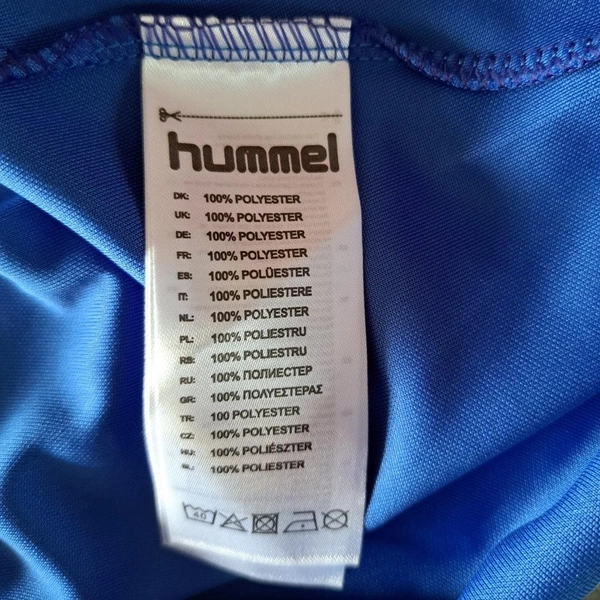 hummel
DK: 100% POLYESTER
UK: 100% POLYESTER
DE: 100% POLYESTER
FR: 100% POLYESTER
ES: 100% POLÜESTER
IT: 100% POLIESTERE
NL: 100% POLYESTER
PL: 100% POLIESTRU
RS: 100% POLIESTRU
RU: 100% ПОЛИЕСТЕР
GR: 100% ПОЛУЕΣТЕРАΣ
TR: 100 POLYESTER
CZ: 100% POLYESTER
HU: 100% POLIÉSZTER
100% POLIESTER
40